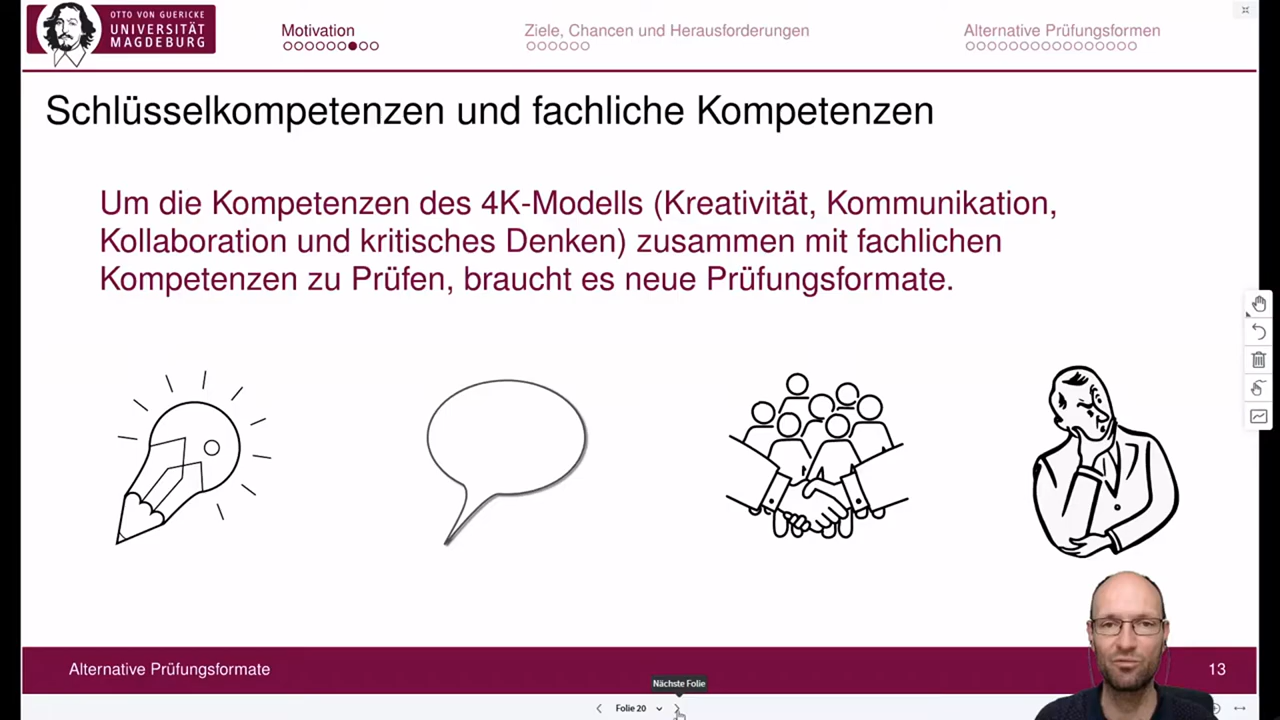 OTTO VON GUERICKE
UNIVERSITÄT
MAGDEBURG
Motivation
Ziele, Chancen und Herausforderungen
Alternative Prüfungsformen
Schlüsselkompetenzen und fachliche Kompetenzen
Um die Kompetenzen des 4K-Modells (Kreativität, Kommunikation,
Kollaboration und kritisches Denken) zusammen mit fachlichen
Kompetenzen zu Prüfen, braucht es neue Prüfungsformate.
Alternative Prüfungsformate
13
Nächste Folie
Folie 20